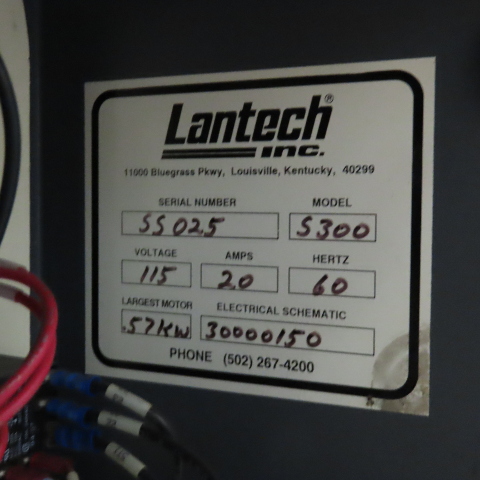 Lantech®
INC.
11000 Bluegrass Pkwy, Louisville, Kentucky, 40299
SERIAL NUMBER MODEL
SS025 S300
VOLTAGE AMPS HERTZ
115 20 60
LARGEST MOTOR ELECTRICAL SCHEMATIC
.57KW 30000150
PHONE (502) 267-4200